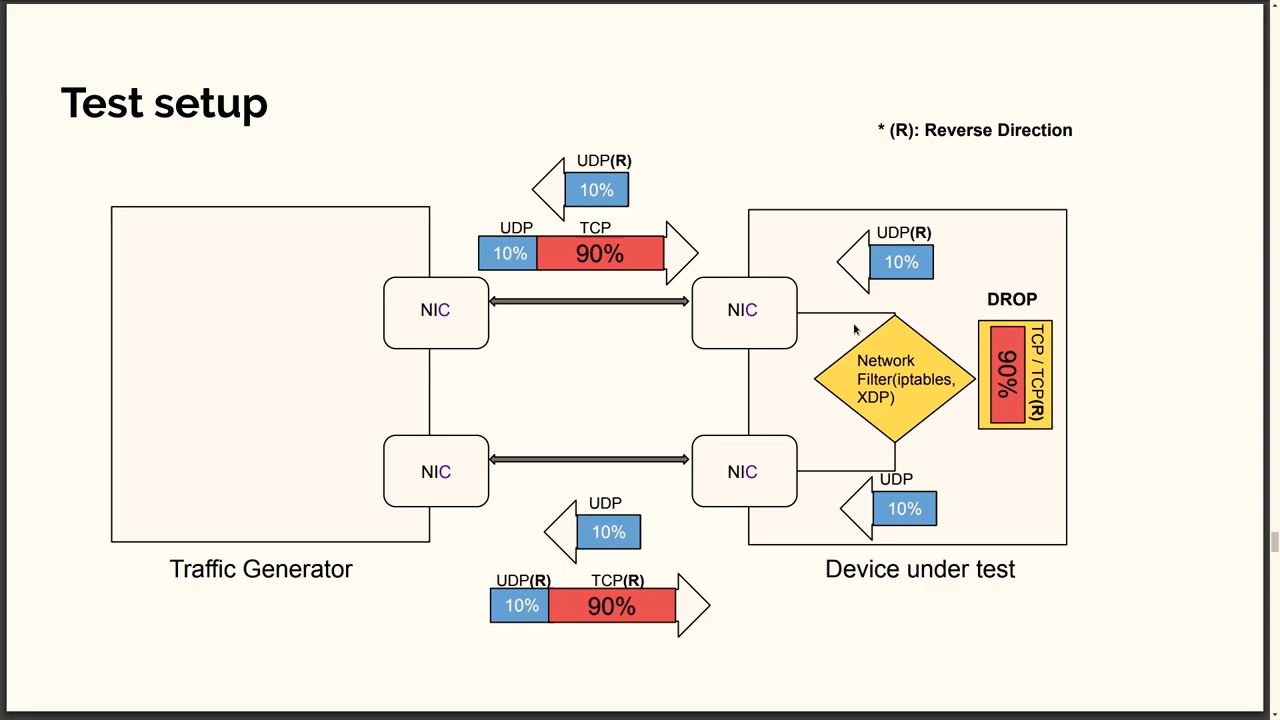 Test setup
* (R): Reverse Direction
UDP(R)
10%
UDP TCP
10% 90%
NIC
NIC
UDP(R)
10%
DROP
90%
TCP / TCP(R)
Network
Filter(iptables,
XDP)
NIC
NIC
UDP
10%
UDP
10%
UDP(R) TCP(R)
10% 90%
Traffic Generator
Device under test